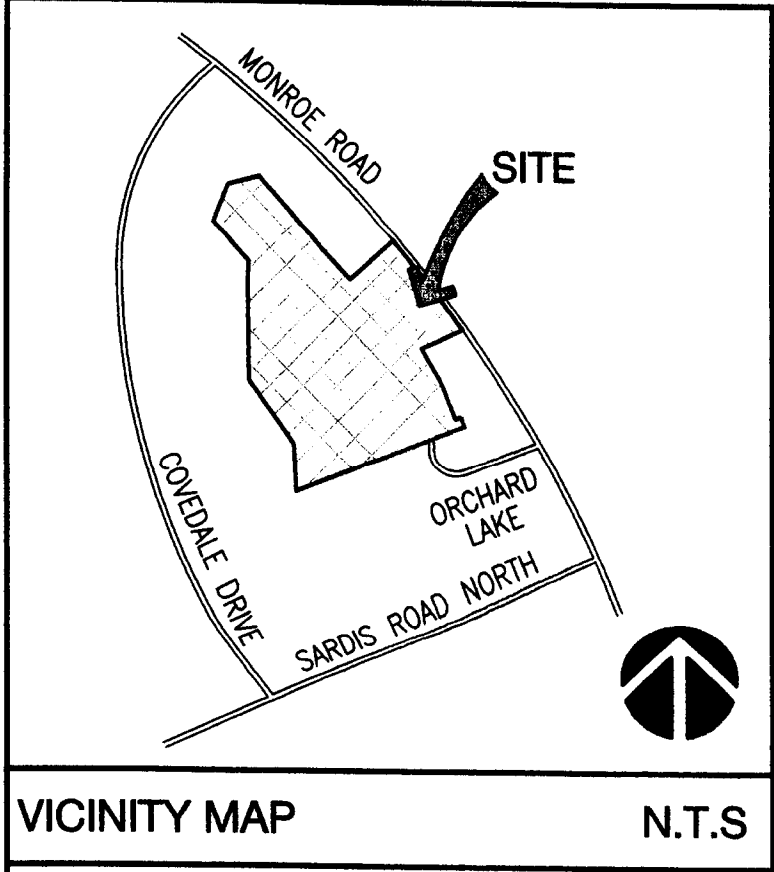 MONROE ROAD
SITE
COVEDALE DRIVE
ORCHARD
LAKE
SARDIS ROAD NORTH
VICINITY MAP
N.T.S